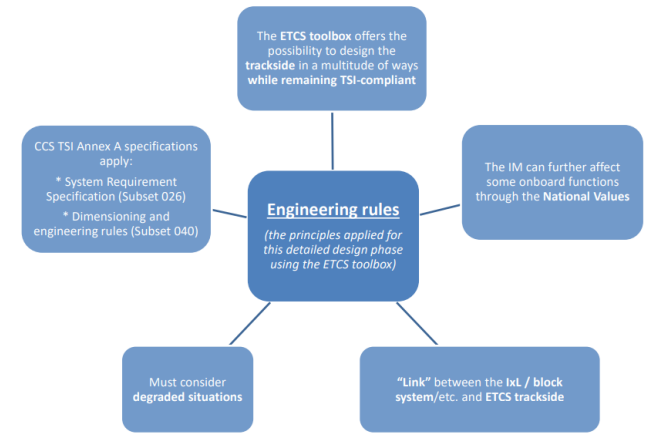 The ETCS toolbox offers the
possibility to design the
trackside in a multitude of ways
while remaining TSI-compliant
CCS TSI Annex A specifications
apply:
* System Requirement
Specification (Subset 026)
* Dimensioning and
engineering rules (Subset 040)
The IM can further affect
some onboard functions
through the National Values
Engineering rules
(the principles applied for
this detailed design phase
using the ETCS toolbox)
Must consider
degraded situations
“Link” between the IxL / block
system/etc. and ETCS trackside